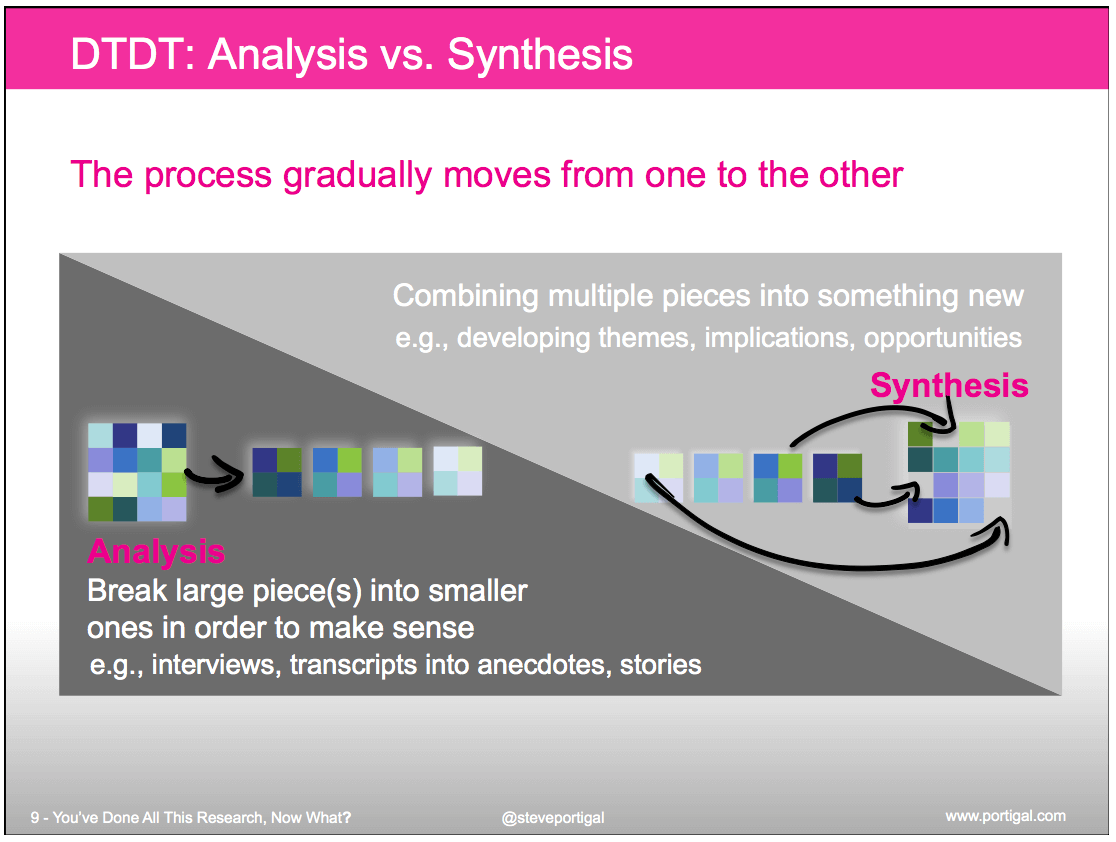 DTDT: Analysis vs. Synthesis
The process gradually moves from one to the other
Combining multiple pieces into something new
e.g., developing themes, implications, opportunities
Synthesis
Analysis
Break large piece(s) into smaller
ones in order to make sense
e.g., interviews, transcripts into anecdotes, stories
9 - You’ve Done All This Research, Now What?
@steveportigal
www.portigal.com